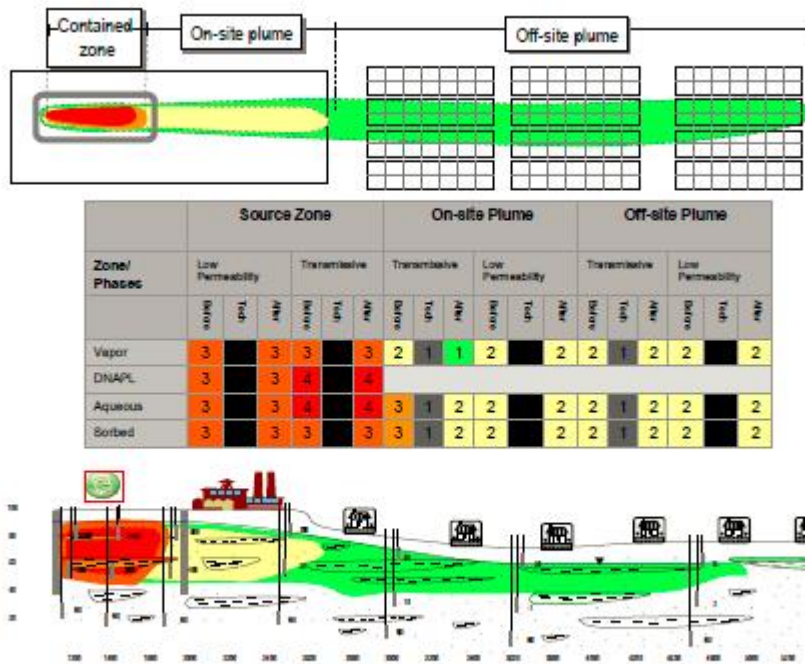 Contained
zone
On-site plume
Off-site plume
Source Zone On-site Plume Off-site Plume
Zone/
Phases
Low
Permeability
Transmissive
Transmissive
Low
Permeability
Transmissive
Low
Permeability
Before Tech After Before Tech After Before Tech After Before Tech After Before Tech After Before Tech After
Vapor 3 3 3 3 2 1 1 2 2 2 1 2 2 2
DNAPL 3 3 4 4
Aqueous 3 3 4 4 3 1 2 2 2 2 1 2 2 2
Sorbed 3 3 3 3 3 1 2 2 2 2 1 2 2 2
100
80
60
40
20